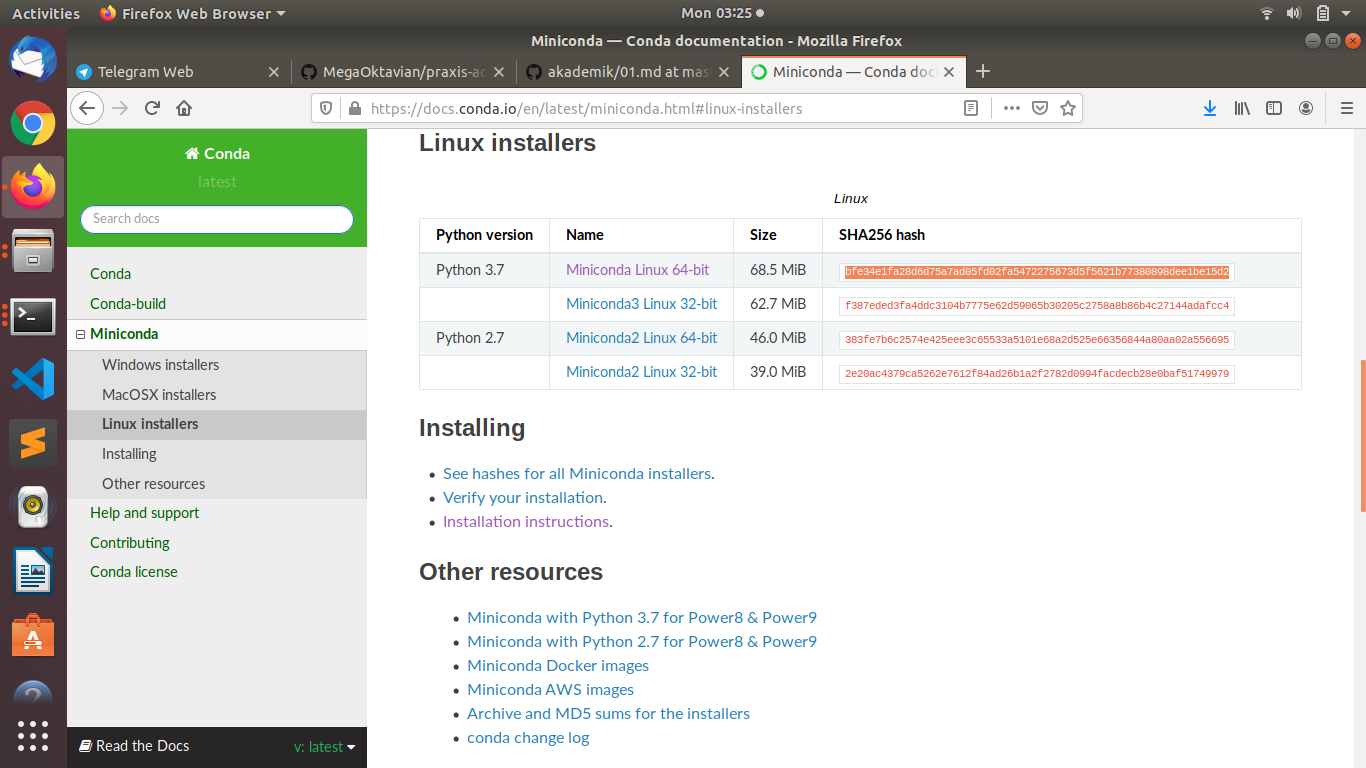 Activities Firefox Web Browser Mon 03:25
Miniconda — Conda documentation - Mozilla Firefox
Telegram Web MegaOktavian/praxis-ac akademik/01.md at mas Miniconda — Conda doc
https://docs.conda.io/en/latest/miniconda.html#linux-installers
Conda
latest
Search docs
Conda
Conda-build
Miniconda
Windows installers
MacOSX installers
Linux installers
Installing
Other resources
Help and support
Contributing
Conda license
Read the Docs v: latest
Linux installers
Linux
Python version Name Size SHA256 hash
Python 3.7 Miniconda Linux 64-bit 68.5 MiB bfe34e1fa28d6d75a7ad05fd02fa5472275673d5f5621b77380898dee1be15d2
Miniconda3 Linux 32-bit 62.7 MiB f387eded3fa4ddc3104b7775e62d59065b30205c2758a8b86b4c27144adafcc4
Python 2.7 Miniconda2 Linux 64-bit 46.0 MiB 383fe7b6c2574e425eee3c65533a5101e68a2d525e66356844a80aa02a556695
Miniconda2 Linux 32-bit 39.0 MiB 2e20ac4379ca5262e7612f84ad26b1a2f2782d0994facdecb28e0baf51749979
Installing
See hashes for all Miniconda installers.
Verify your installation.
Installation instructions.
Other resources
Miniconda with Python 3.7 for Power8 & Power9
Miniconda with Python 2.7 for Power8 & Power9
Miniconda Docker images
Miniconda AWS images
Archive and MD5 sums for the installers
conda change log